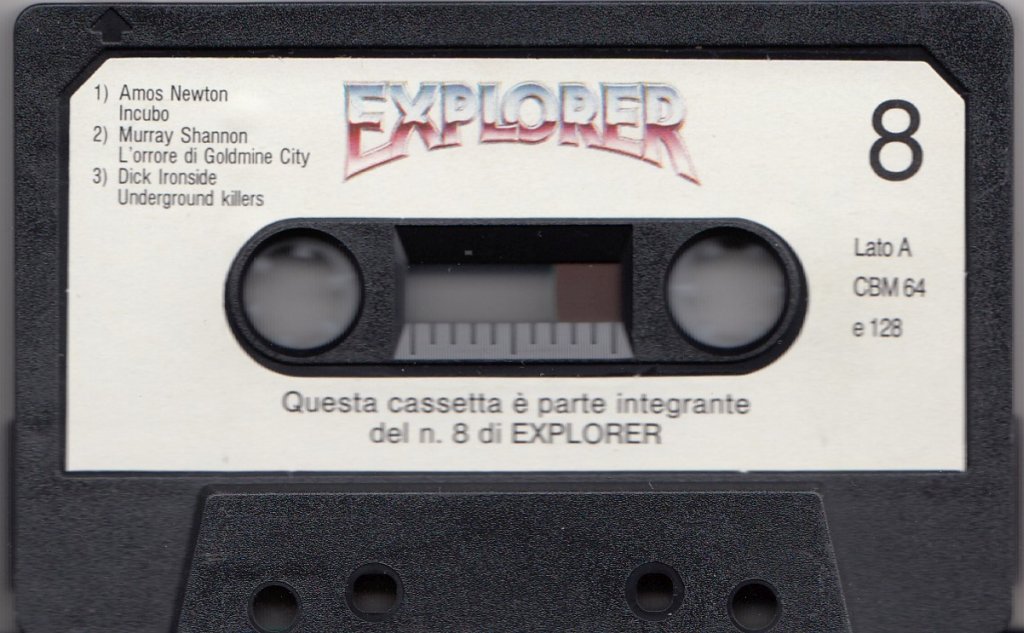 1) Amos Newton
Incubo
2) Murray Shannon
L'orrore di Goldmine City
3) Dick Ironside
Underground killers
EXPLORER
8
Lato A
CBM 64
e 128
Questa cassetta è parte integrante
del n. 8 di EXPLORER